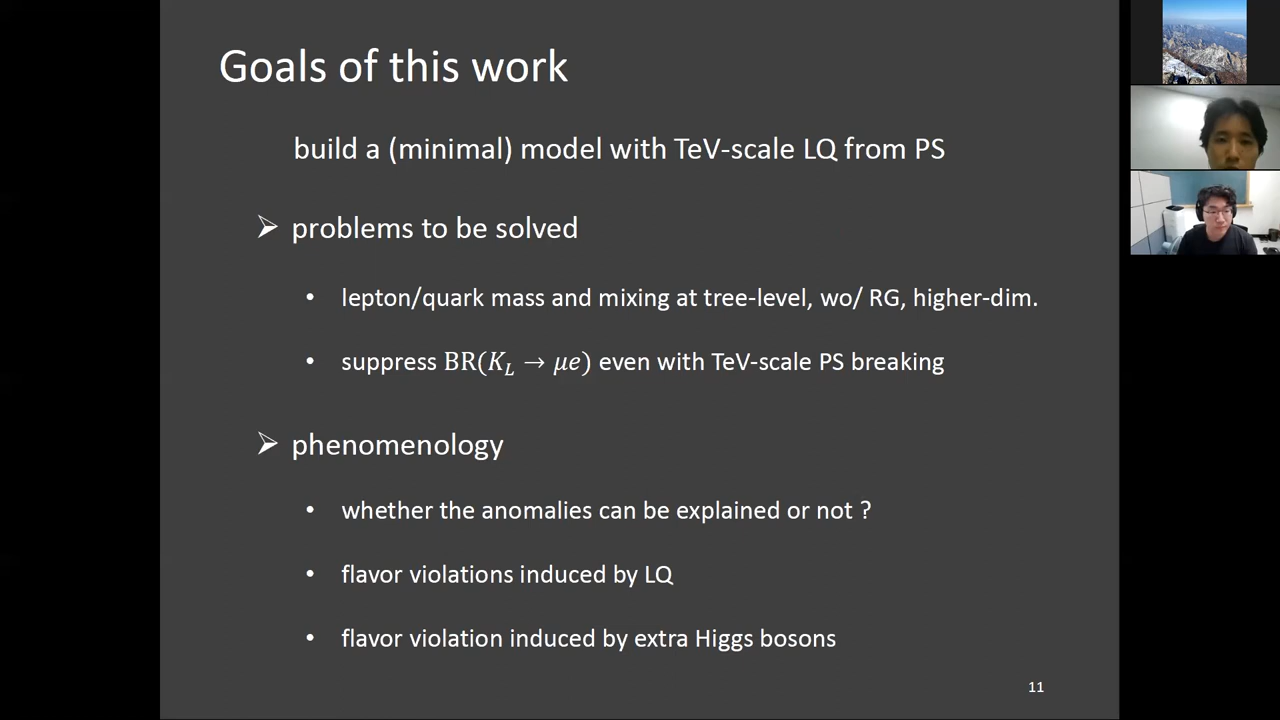 Goals of this work
build a (minimal) model with TeV-scale LQ from PS
➢ problems to be solved
• lepton/quark mass and mixing at tree-level, wo/ RG, higher-dim.
• suppress BR(K_L → μe) even with TeV-scale PS breaking
➢ phenomenology
• whether the anomalies can be explained or not ?
• flavor violations induced by LQ
• flavor violation induced by extra Higgs bosons
11